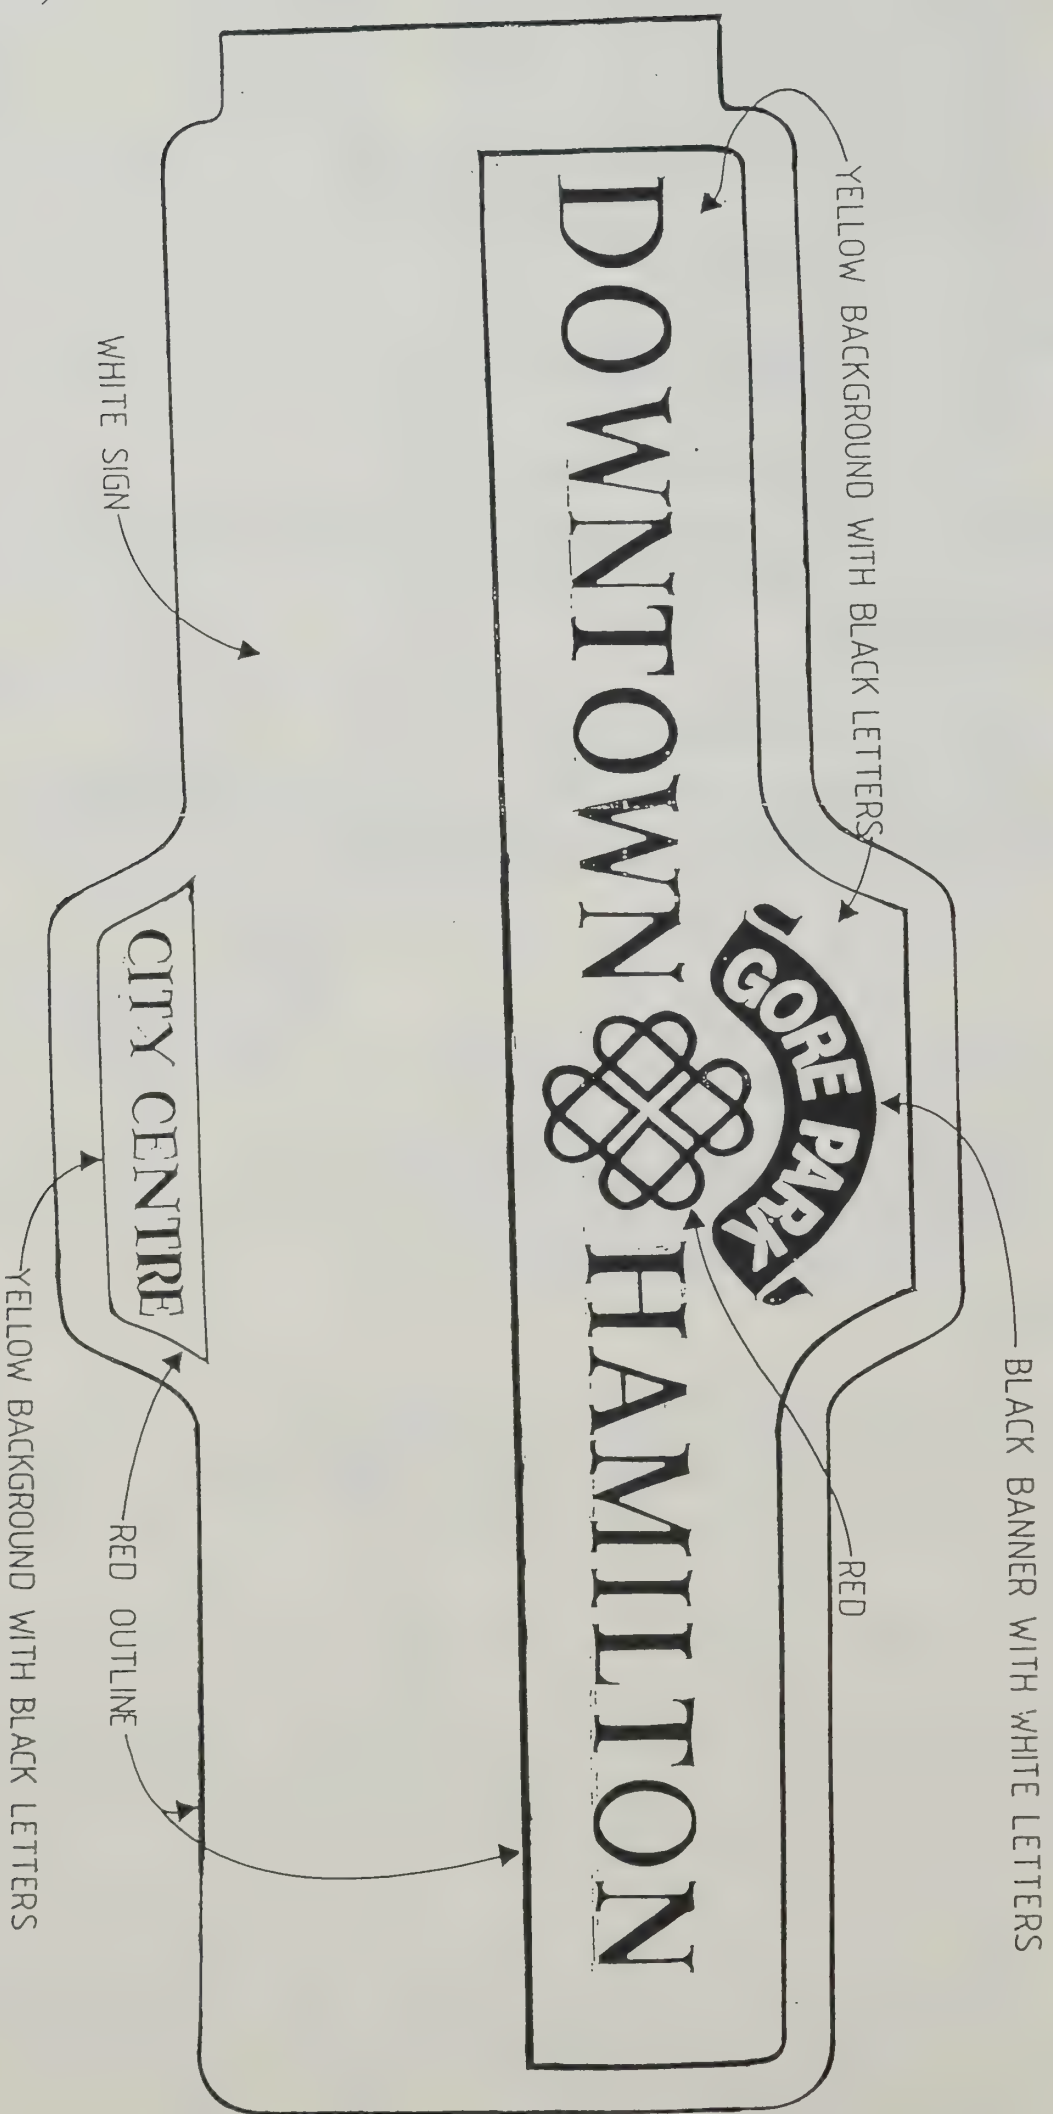 BLACK BANNER WITH WHITE LETTERS
YELLOW BACKGROUND WITH BLACK LETTERS
RED
GORE PARK
DOWNTOWN HAMILTON
WHITE SIGN
CITY CENTRE
RED OUTLINE
YELLOW BACKGROUND WITH BLACK LETTERS